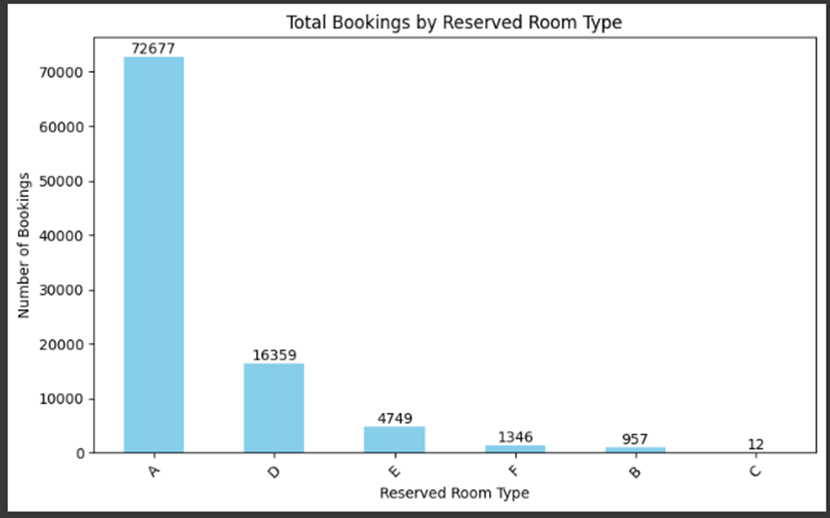 Total Bookings by Reserved Room Type
72677
70000
60000
50000
40000
30000
20000
10000
0
Number of Bookings
16359
4749
1346
957
12
A
D
E
F
B
C
Reserved Room Type